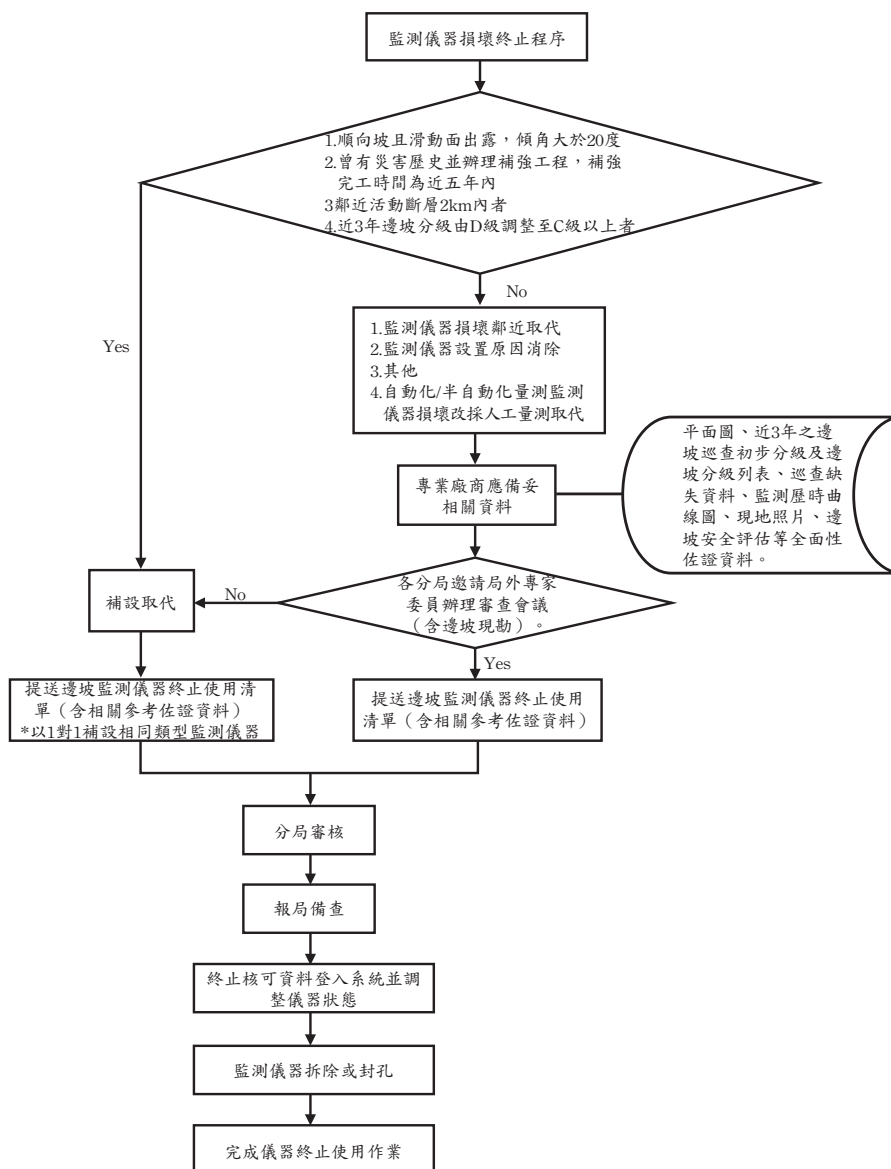 監測儀器損壞終止程序
1.順向坡且滑動面出露，傾角大於20度
2.曾有災害歷史並辦理補強工程，補強
完工時間為近五年內
3鄰近活動斷層2km內者
4.近3年邊坡分級由D級調整至C級以上者
No
Yes
1.監測儀器損壞鄰近取代
2.監測儀器設置原因消除
3.其他
4.自動化/半自動化量測監測
儀器損壞改採人工量測取代
平面圖、近3年之邊
坡巡查初步分級及邊
坡分級列表、巡查缺
失資料、監測歷時曲
線圖、現地照片、邊
坡安全評估等全面性
佐證資料。
專業廠商應備妥
相關資料
各分局邀請局外專家
委員辦理審查會議
（含邊坡現勘）。
No
補設取代
Yes
提送邊坡監測儀器終止使用清
單（含相關參考佐證資料）
*以1對1補設相同類型監測儀器
提送邊坡監測儀器終止使用
清單（含相關參考佐證資料）
分局審核
報局備查
終止核可資料登入系統並調
整儀器狀態
監測儀器拆除或封孔
完成儀器終止使用作業